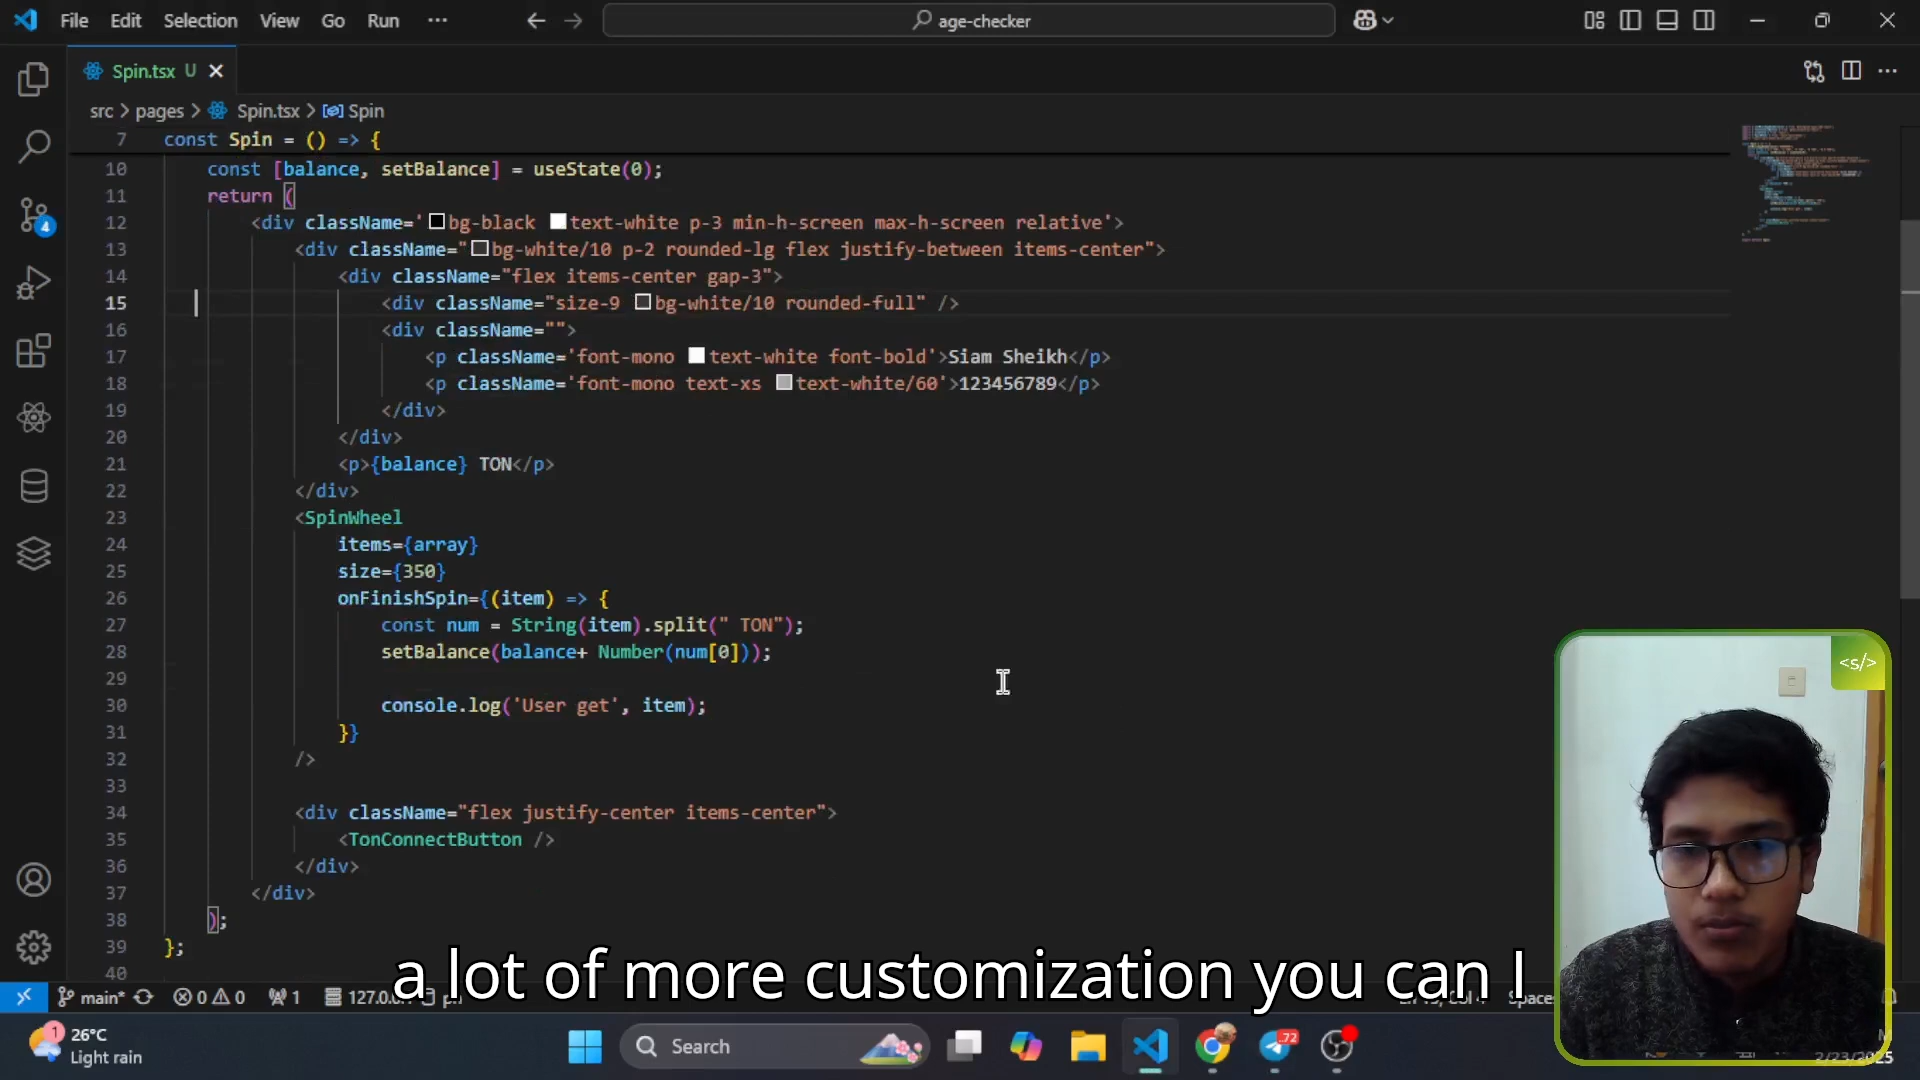 File Edit Selection View Go Run ··· age-checker
Spin.tsx U
src > pages > Spin.tsx > Spin
7 const Spin = () => {
10 const [balance, setBalance] = useState(0);
11 return (
12 <div className='bg-black text-white p-3 min-h-screen max-h-screen relative'>
13 <div className="bg-white/10 p-2 rounded-lg flex justify-between items-center">
14 <div className="flex items-center gap-3">
15 <div className="size-9 bg-white/10 rounded-full" />
16 <div className="">
17 <p className='font-mono text-white font-bold'>Siam Sheikh</p>
18 <p className='font-mono text-xs text-white/60'>123456789</p>
19 </div>
20 </div>
21 <p>{balance} TON</p>
22 </div>
23 <SpinWheel
24 items={array}
25 size={350}
26 onFinishSpin={(item) => {
27 const num = String(item).split(" TON");
28 setBalance(balance+ Number(num[0]));
29
30 console.log('User get', item);
31 }}
32 />
33
34 <div className="flex justify-center items-center">
35 <TonConnectButton />
36 </div>
37 </div>
38 );
39 };
40
4
<s/>
a lot of more customization you can I
main* 0 0 1 127.0.
1
26°C
Light rain
Search
72
2/23/2025